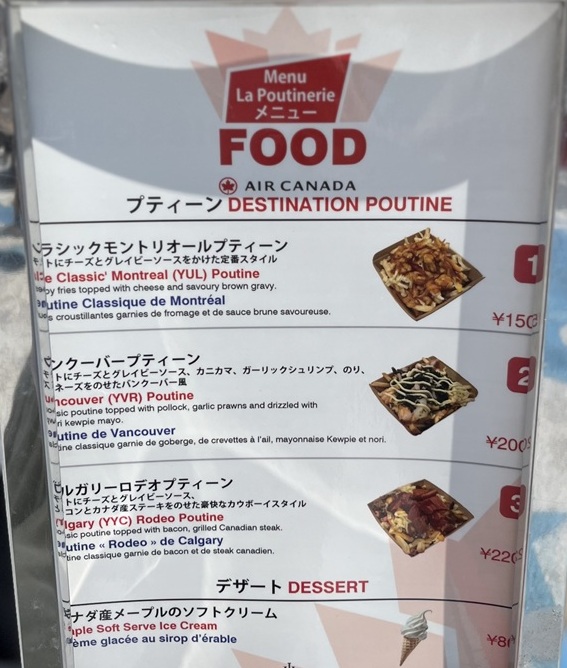 Menu
La Poutinerie
メニュー
FOOD
AIR CANADA
プティーン DESTINATION POUTINE
ラシックモントリオールプティーン
トにチーズとグレイビーソースをかけた定番スタイル
Classic' Montreal (YUL) Poutine
fries topped with cheese and savoury brown gravy.
Classique de Montréal
croustillantes garnies de fromage et de sauce brune savoureuse.
1
ンクーバープティーン
トにチーズとグレイビーソース、カニカマ、ガーリックシュリンプ、のり、
ネーズをのせたバンクーバー風
(YVR) Poutine
poutine topped with pollock, garlic prawns and drizzled with
kewpie mayo.
de Vancouver
classique garnie de goberge, de crevettes à l'ail, mayonnaise Kewpie et nori.
2
ルガリーロデオプティーン
トにチーズとグレイビーソース、
コンとカナダ産ステーキをのせた豪快なカウボーイスタイル
(YYC) Rodeo Poutine
poutine topped with bacon, grilled Canadian steak.
« Rodeo » de Calgary
classique garnie de bacon et de steak canadien.
3
デザート DESSERT
ナダ産メープルのソフトクリーム
Soft Serve Ice Cream
glacée au sirop d'érable